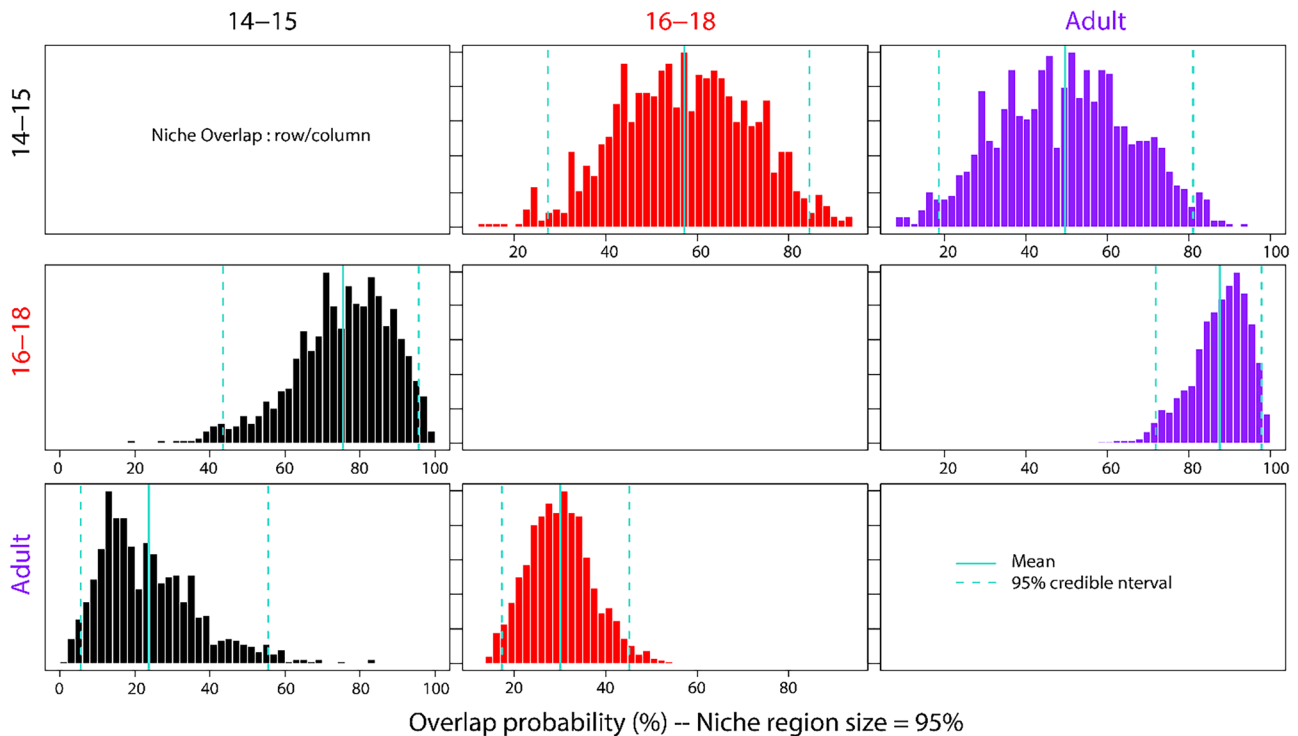 14–15 16–18 Adult
14–15
Niche Overlap : row/column
20 40 60 80
20 40 60 80 100
16–18
0 20 40 60 80 100
20 40 60 80 100
Adult
Mean
95% credible nterval
0 20 40 60 80 100
20 40 60 80
Overlap probability (%) -- Niche region size = 95%